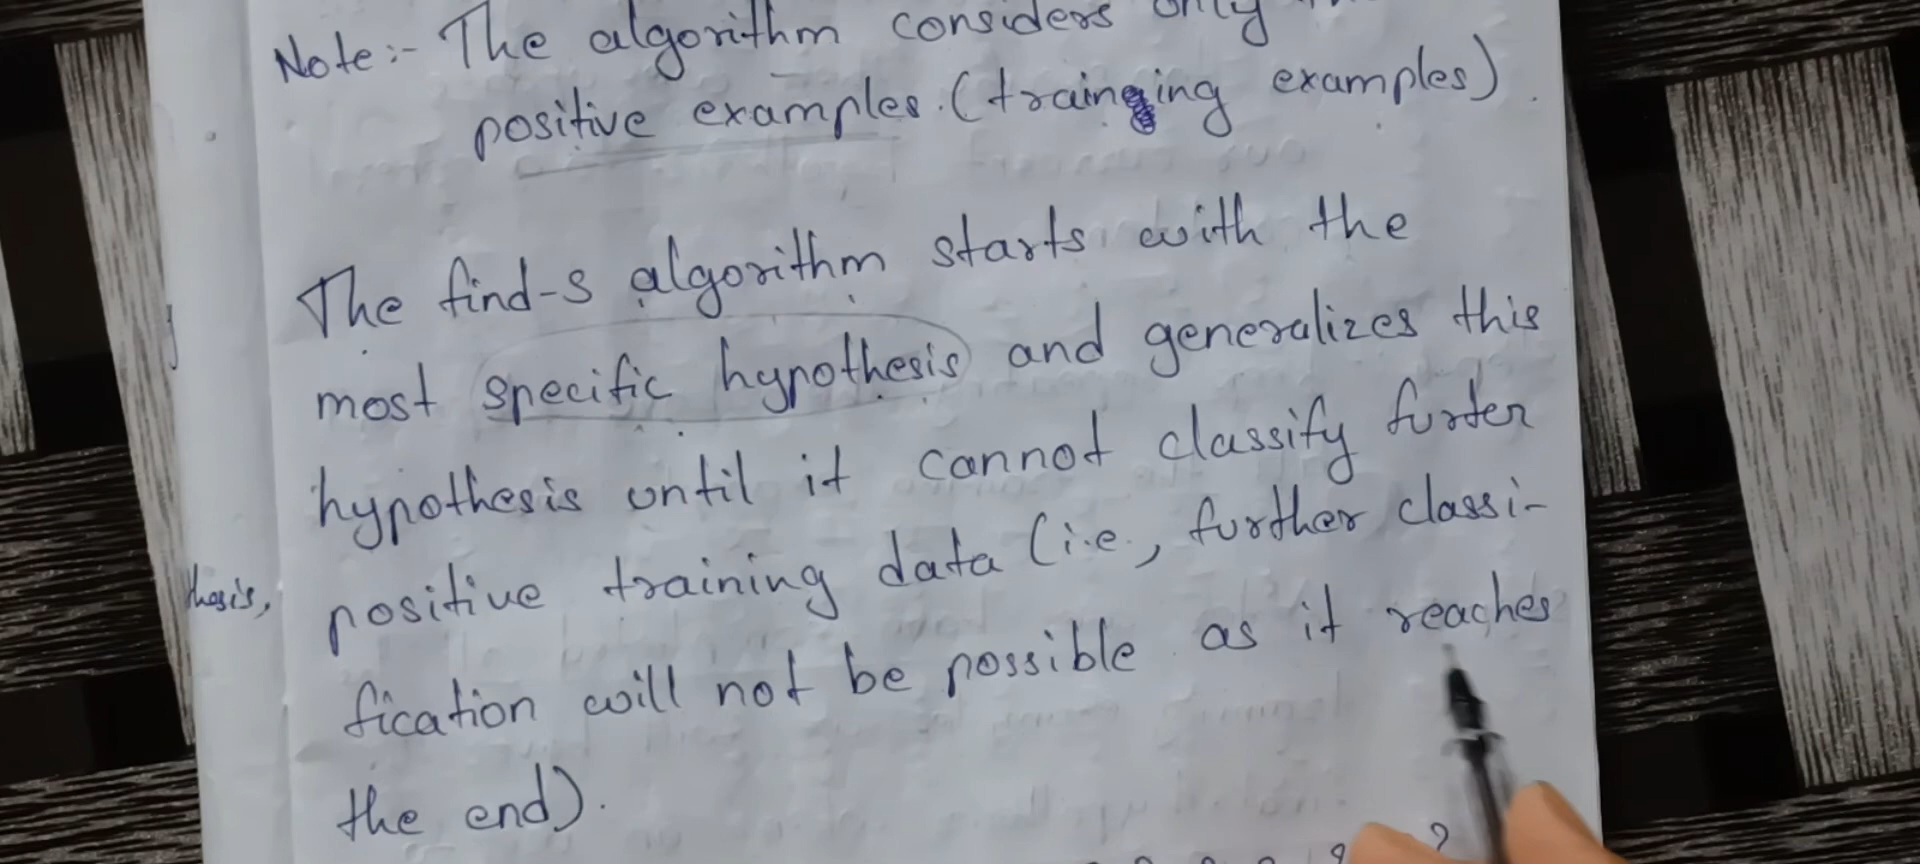 Note:- The algorithm considers only
positive examples. (training examples).
The find-s algorithm starts with the
most specific hypothesis and generalizes this
hypothesis until it cannot classify furter
positive training data (i.e., further classi-
thesis,
fication will not be possible as it reaches
the end).
? ?